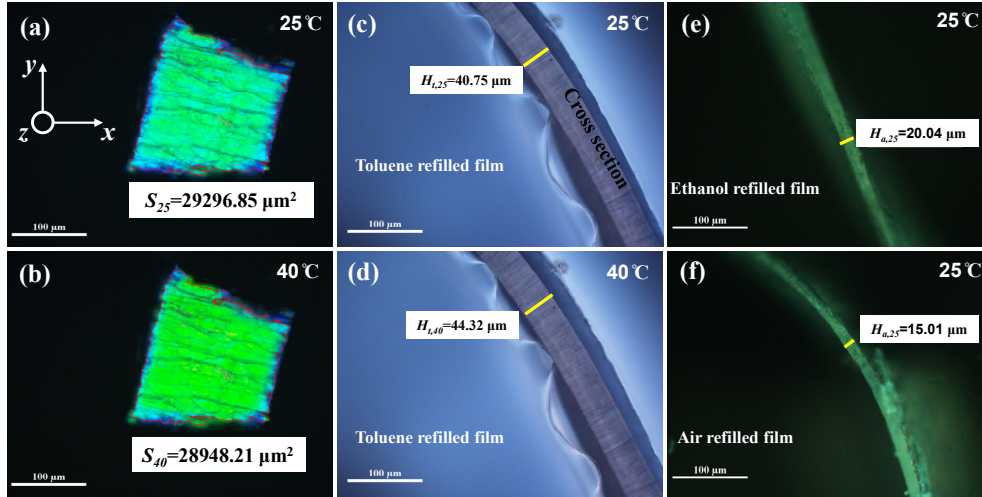 (a)
25℃
y
z
x
S25=29296.85 μm²
100 μm
(b)
40℃
S40=28948.21 μm²
100 μm
(c)
25℃
Ht,25=40.75 μm
Cross section
Toluene refilled film
100 μm
(d)
40℃
Ht,40=44.32 μm
Toluene refilled film
100 μm
(e)
25℃
Ha,25=20.04 μm
Ethanol refilled film
100 μm
(f)
25℃
Ha,25=15.01 μm
Air refilled film
100 μm